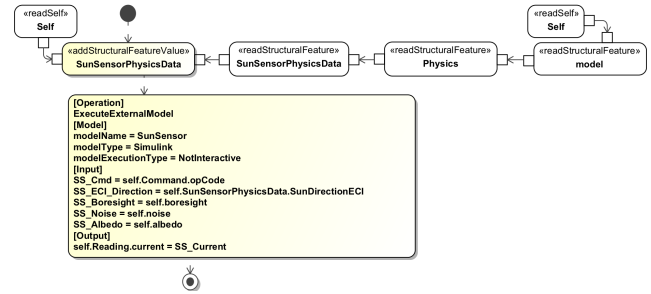 «readSelf»
Self
«readSelf»
Self
«addStructuralFeatureValue»
SunSensorPhysicsData
«readStructuralFeature»
SunSensorPhysicsData
«readStructuralFeature»
Physics
«readStructuralFeature»
model
[Operation]
ExecuteExternalModel
[Model]
modelName = SunSensor
modelType = Simulink
modelExecutionType = NotInteractive
[Input]
SS_Cmd = self.Command.opCode
SS_ECI_Direction = self.SunSensorPhysicsData.SunDirectionECI
SS_Boresight = self.boresight
SS_Noise = self.noise
SS_Albedo = self.albedo
[Output]
self.Reading.current = SS_Current